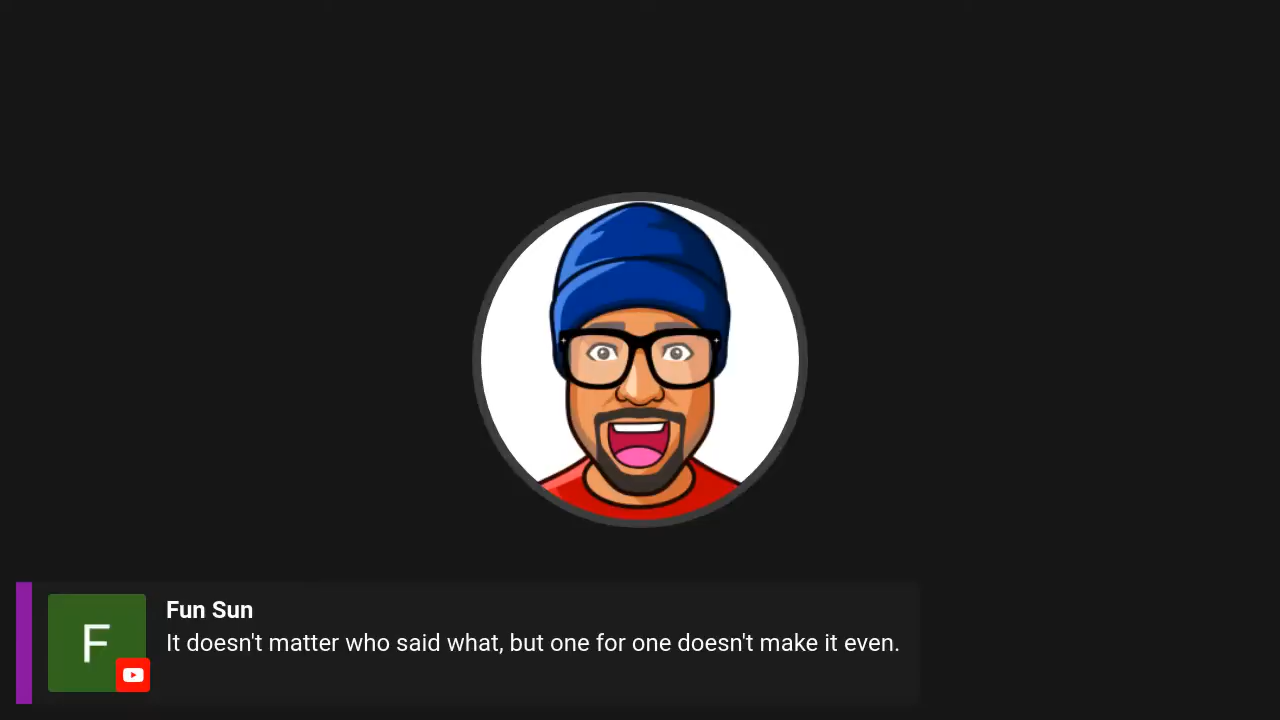 Fun Sun
It doesn't matter who said what, but one for one doesn't make it even.
F